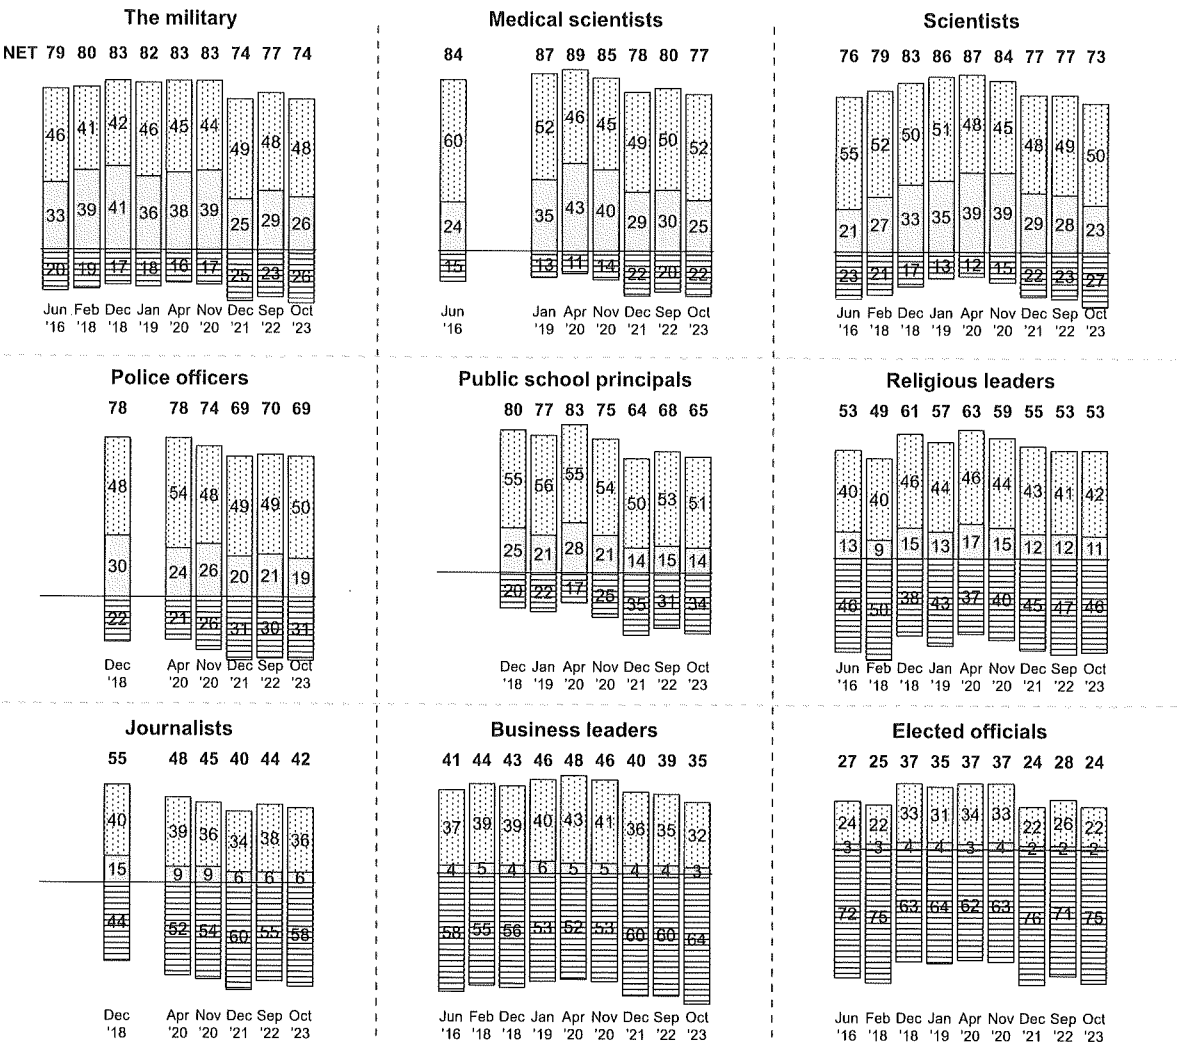 The military
NET 79 80 83 82 83 83 74 77 74
46 41 42 46 45 44 49 48 48
33 39 41 36 38 39 25 29 26
20 19 17 18 16 17 25 23 26
Jun Feb Dec Jan Apr Nov Dec Sep Oct
'16 '18 '18 '19 '20 '20 '21 '22 '23
Medical scientists
84 87 89 85 78 80 77
60 52 46 45 49 50 52
24 35 43 40 29 30 25
15 13 11 14 22 20 22
Jun Jan Apr Nov Dec Sep Oct
'16 '19 '20 '20 '21 '22 '23
Scientists
76 79 83 86 87 84 77 77 73
55 52 50 51 48 45 48 49 50
21 27 33 35 39 39 29 28 23
23 21 17 13 12 15 22 23 27
Jun Feb Dec Jan Apr Nov Dec Sep Oct
'16 '18 '18 '19 '20 '20 '21 '22 '23
Police officers
78 78 74 69 70 69
48 54 48 49 49 50
30 24 26 20 21 19
22 21 26 31 30 31
Dec Apr Nov Dec Sep Oct
'18 '20 '20 '21 '22 '23
Public school principals
80 77 83 75 64 68 65
55 56 55 54 50 53 51
25 21 28 21 14 15 14
20 22 17 25 35 31 34
Dec Jan Apr Nov Dec Sep Oct
'18 '19 '20 '20 '21 '22 '23
Religious leaders
53 49 61 57 63 59 55 53 53
40 40 46 44 46 44 43 41 42
13 9 15 13 17 15 12 12 11
46 50 38 43 37 40 45 47 46
Jun Feb Dec Jan Apr Nov Dec Sep Oct
'16 '18 '18 '19 '20 '20 '21 '22 '23
Journalists
55 48 45 40 44 42
40 39 36 34 38 36
15 9 9 6 6 6
44 52 54 60 55 58
Dec Apr Nov Dec Sep Oct
'18 '20 '20 '21 '22 '23
Business leaders
41 44 43 46 48 46 40 39 35
37 39 39 40 43 41 36 35 32
4 5 4 6 5 5 4 4 3
58 55 56 53 52 53 60 60 64
Jun Feb Dec Jan Apr Nov Dec Sep Oct
'16 '18 '18 '19 '20 '20 '21 '22 '23
Elected officials
27 25 37 35 37 37 24 28 24
24 22 33 31 34 33 22 26 22
3 3 4 4 3 4 2 2 2
72 75 63 64 62 63 76 71 75
Jun Feb Dec Jan Apr Nov Dec Sep Oct
'16 '18 '18 '19 '20 '20 '21 '22 '23